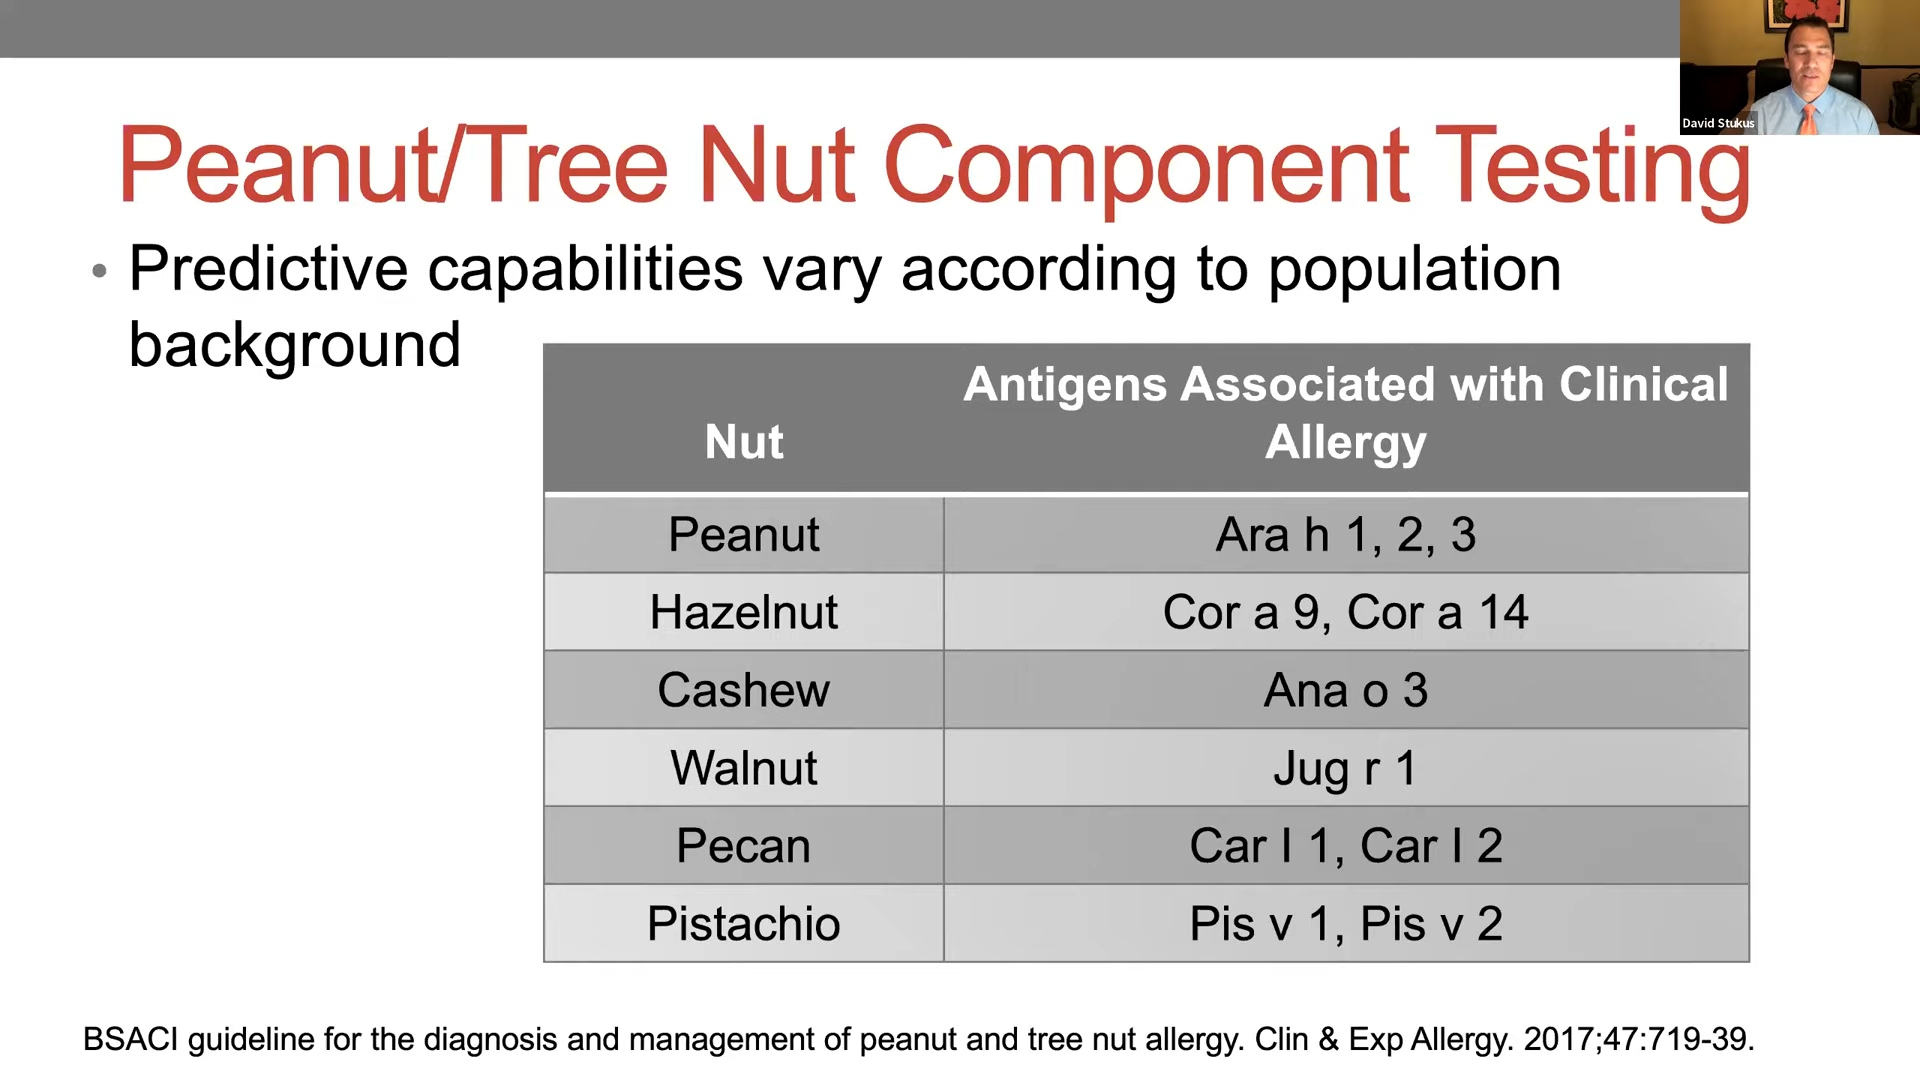 David Stukus
Peanut/Tree Nut Component Testing
• Predictive capabilities vary according to population
background
Nut
Antigens Associated with Clinical
Allergy
Peanut
Ara h 1, 2, 3
Hazelnut
Cor a 9, Cor a 14
Cashew
Ana o 3
Walnut
Jug r 1
Pecan
Car I 1, Car I 2
Pistachio
Pis v 1, Pis v 2
BSACI guideline for the diagnosis and management of peanut and tree nut allergy. Clin & Exp Allergy. 2017;47:719-39.